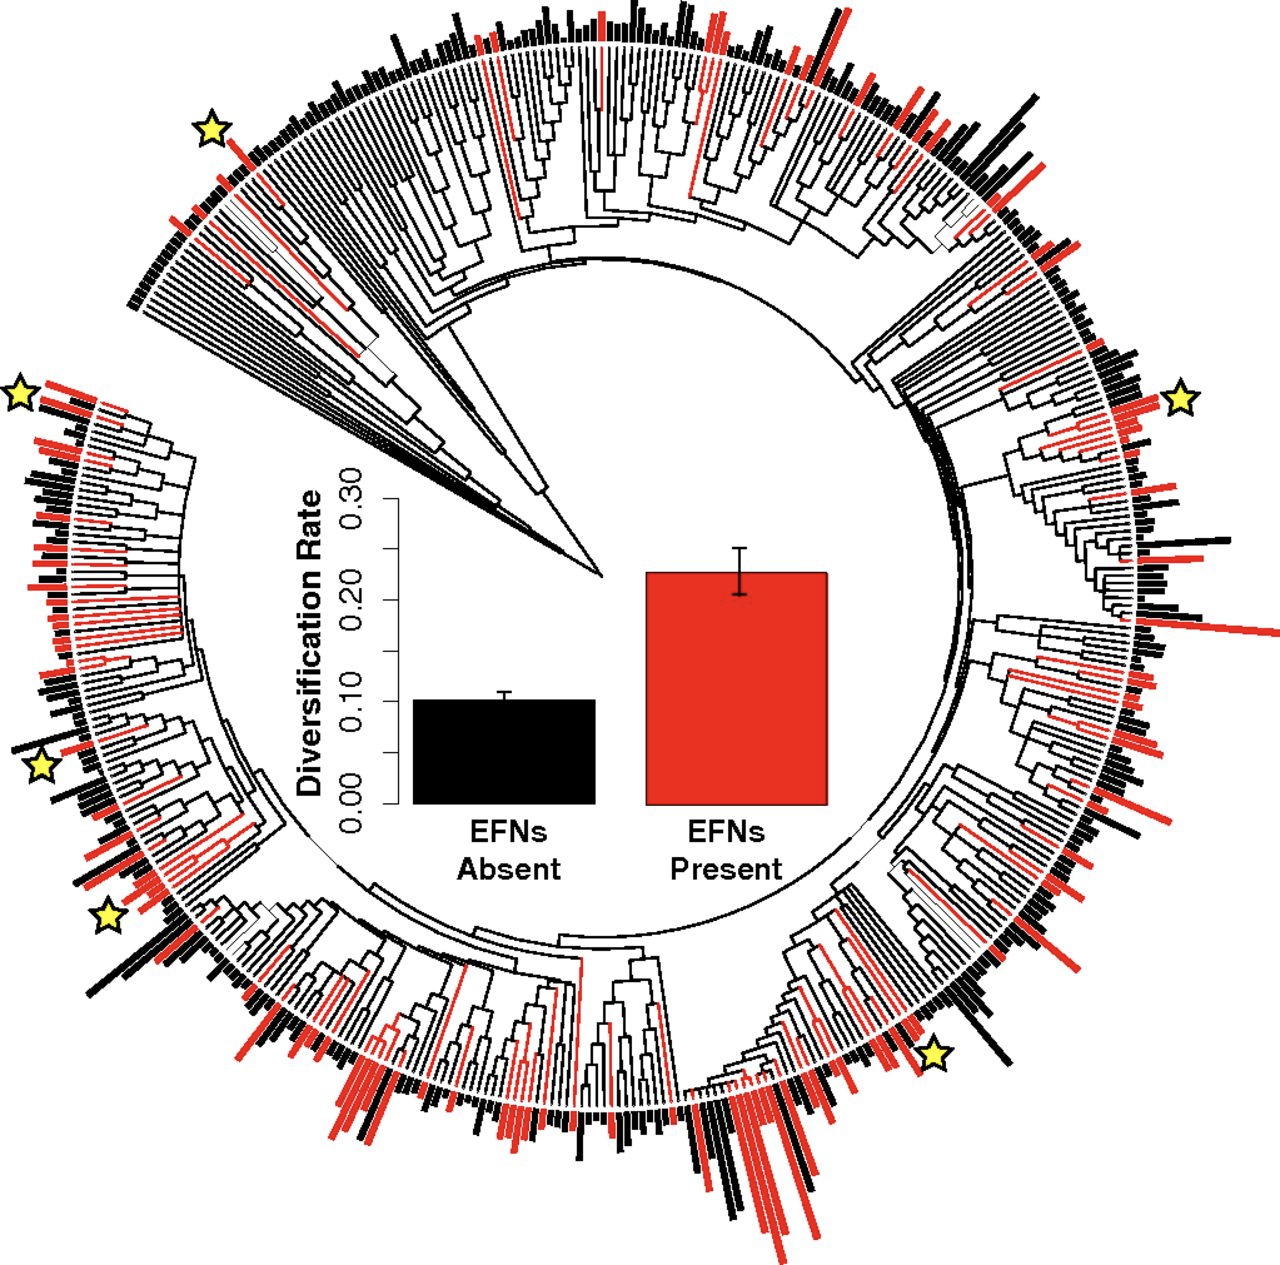 Diversification Rate
0.30
0.20
0.10
0.00
EFNs
Absent
EFNs
Present